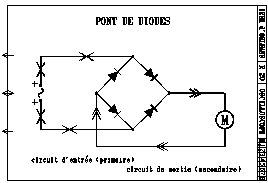 PONT DE DIODES
+
+
M
circuit d'entrée (primaire)
circuit de sortie (secondaire)